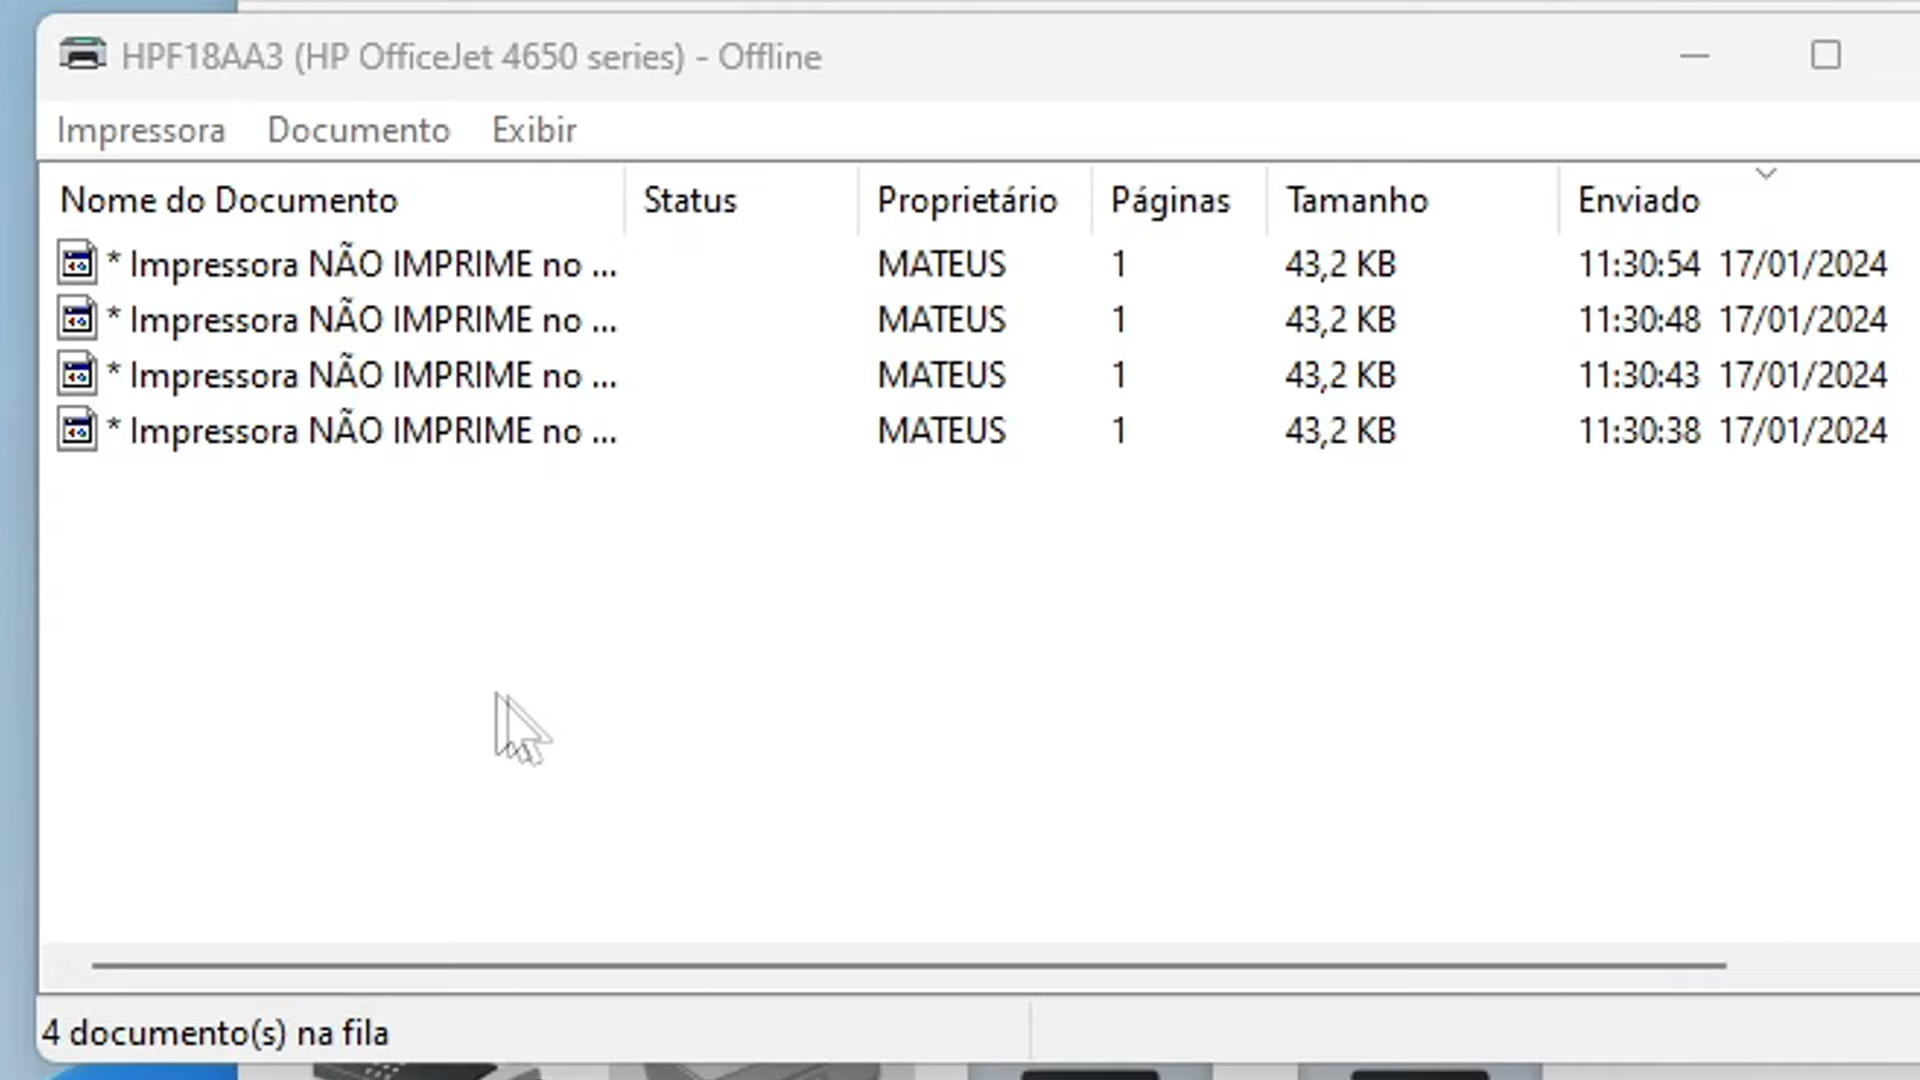 HPF18AA3 (HP OfficeJet 4650 series) - Offline
Impressora Documento Exibir
Nome do Documento Status Proprietário Páginas Tamanho Enviado
* Impressora NÃO IMPRIME no ... MATEUS 1 43,2 KB 11:30:54 17/01/2024
* Impressora NÃO IMPRIME no ... MATEUS 1 43,2 KB 11:30:48 17/01/2024
* Impressora NÃO IMPRIME no ... MATEUS 1 43,2 KB 11:30:43 17/01/2024
* Impressora NÃO IMPRIME no ... MATEUS 1 43,2 KB 11:30:38 17/01/2024
4 documento(s) na fila